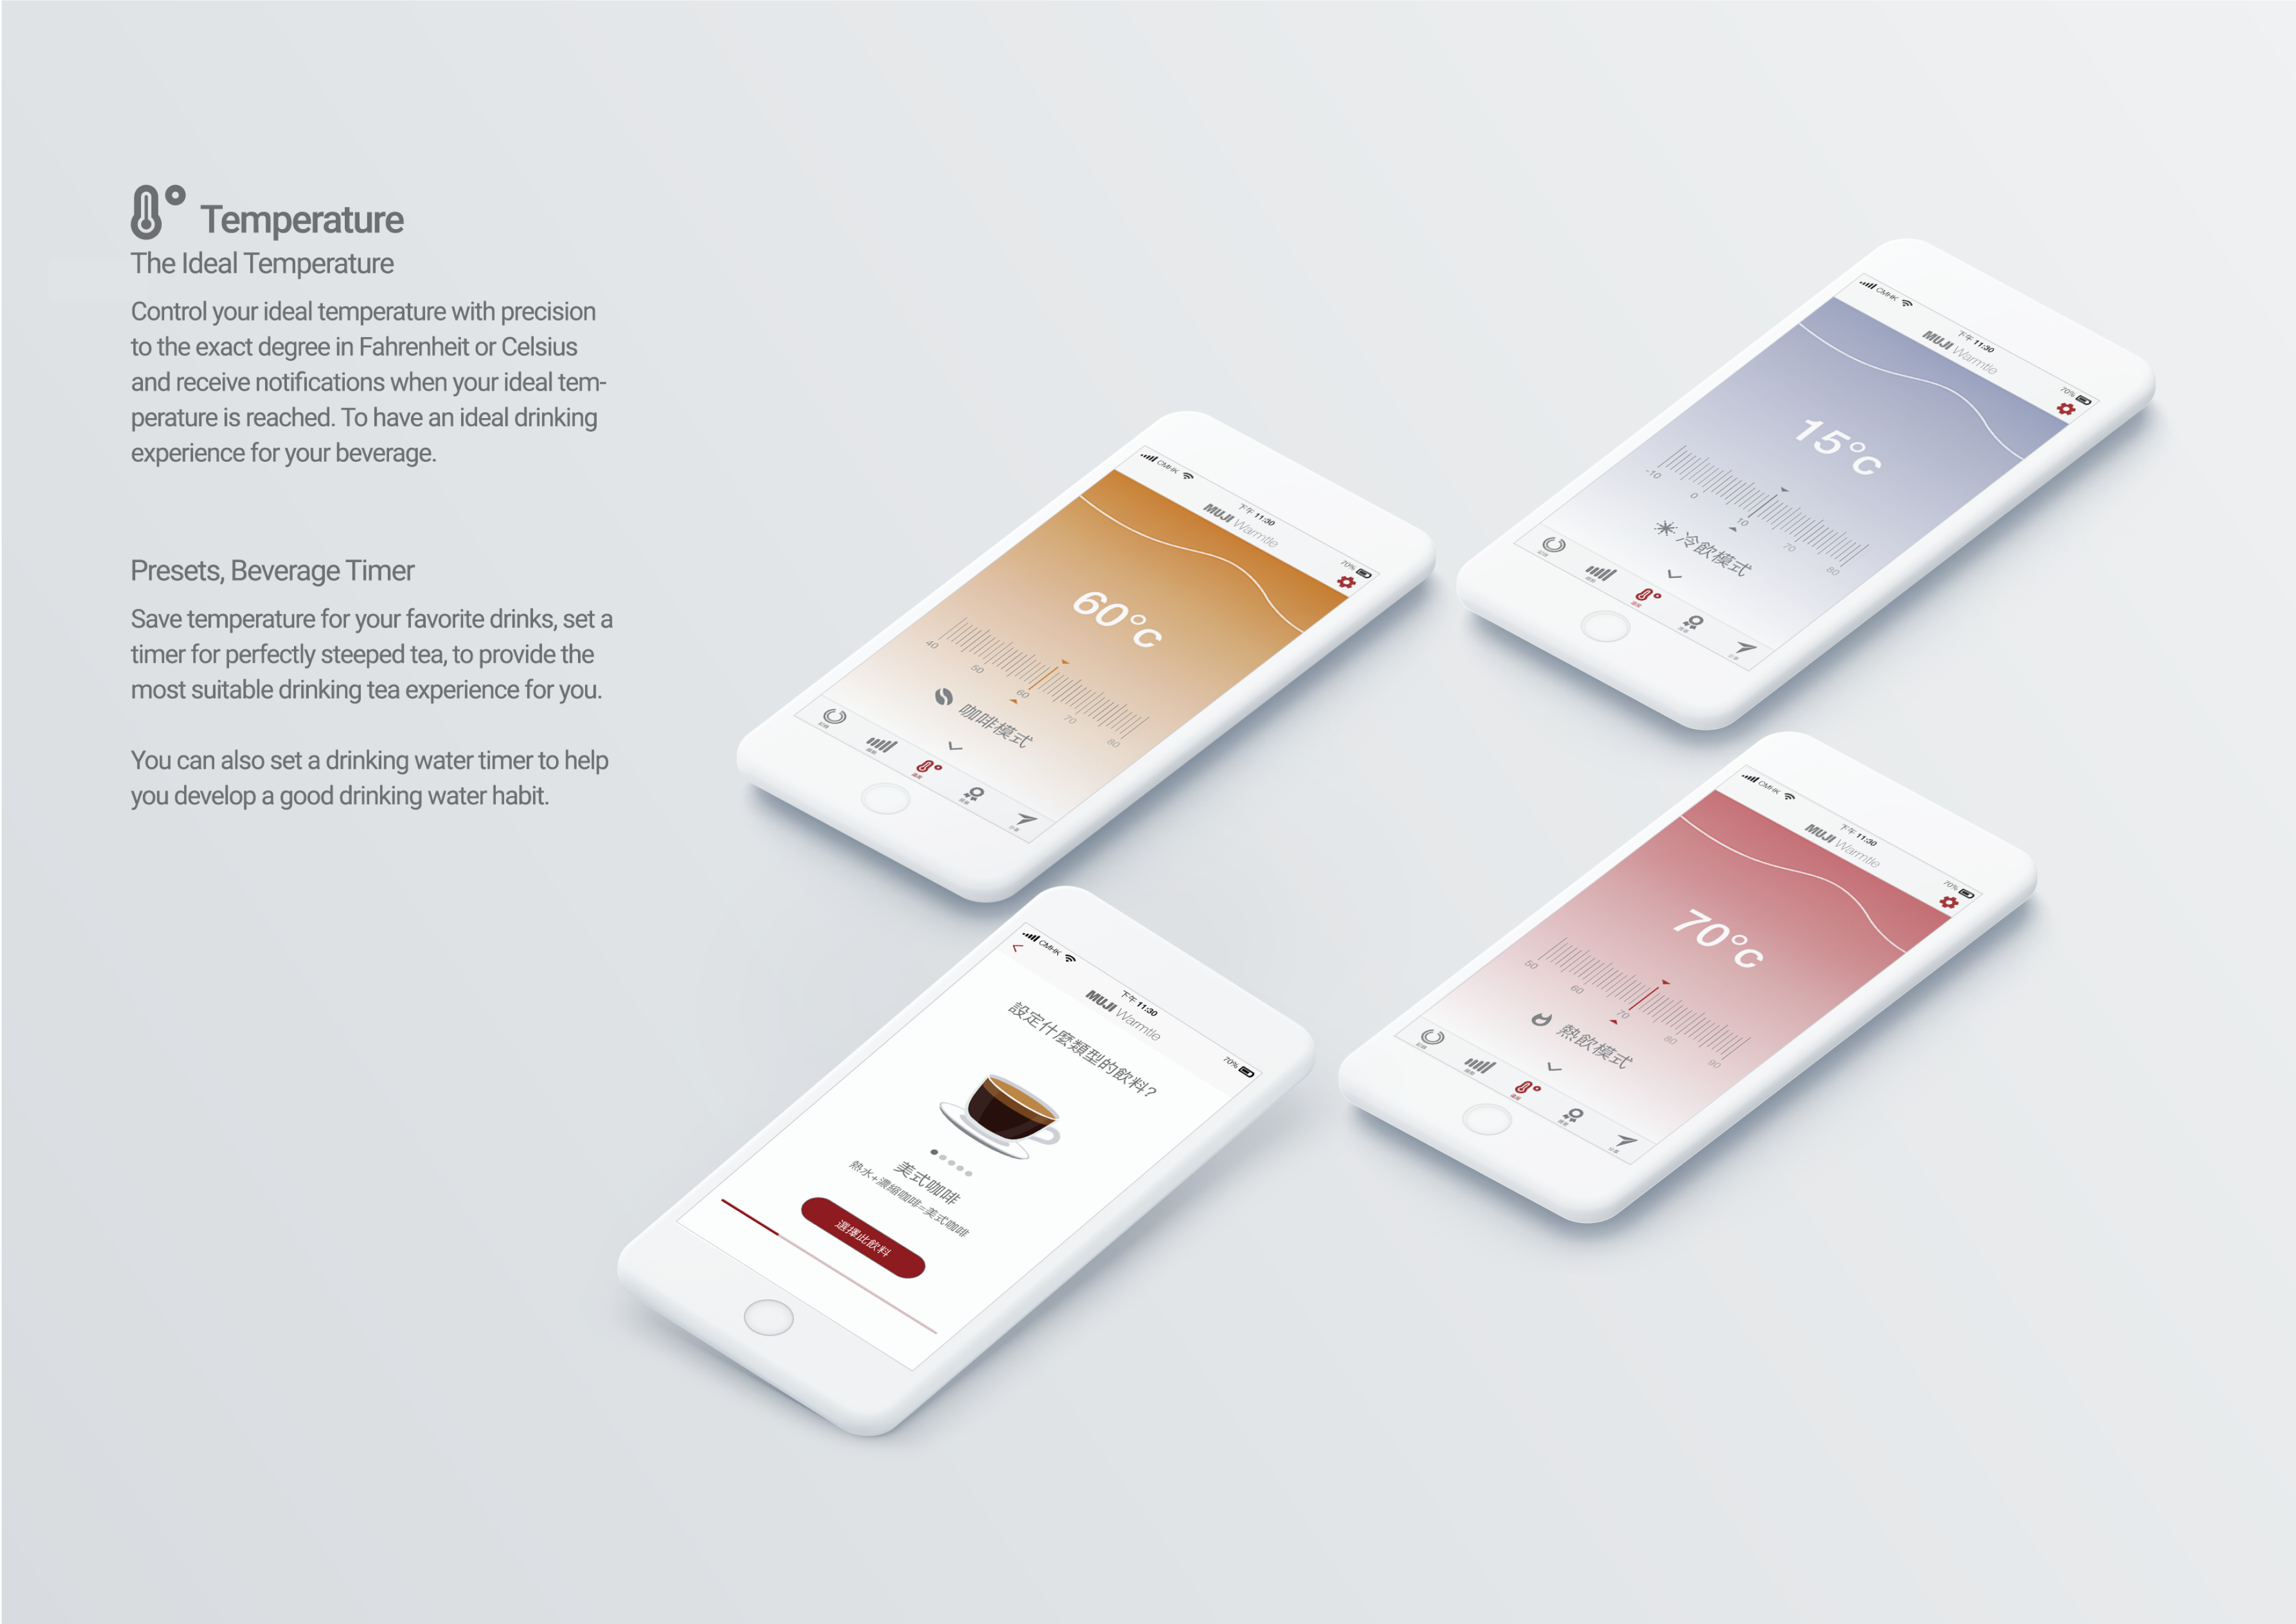 Temperature
The Ideal Temperature
Control your ideal temperature with precision
to the exact degree in Fahrenheit or Celsius
and receive notifications when your ideal tem-
perature is reached. To have an ideal drinking
experience for your beverage.
Presets, Beverage Timer
Save temperature for your favorite drinks, set a
timer for perfectly steeped tea, to provide the
most suitable drinking tea experience for you.
You can also set a drinking water timer to help
you develop a good drinking water habit.
CMHK
下午 11:30
70%
MUJI Warmtle
60°C
40 50 60 70 80
咖啡模式
CMHK
下午 11:30
70%
MUJI Warmtle
15°C
-10 0 10 70 80
冷飲模式
CMHK
下午 11:30
70%
MUJI Warmtle
設定什麼類型的飲料?
美式咖啡
熱水+濃縮咖啡=美式咖啡
選擇此飲料
CMHK
下午 11:30
70%
MUJI Warmtle
70°C
50 60 70 80 90
熱飲模式